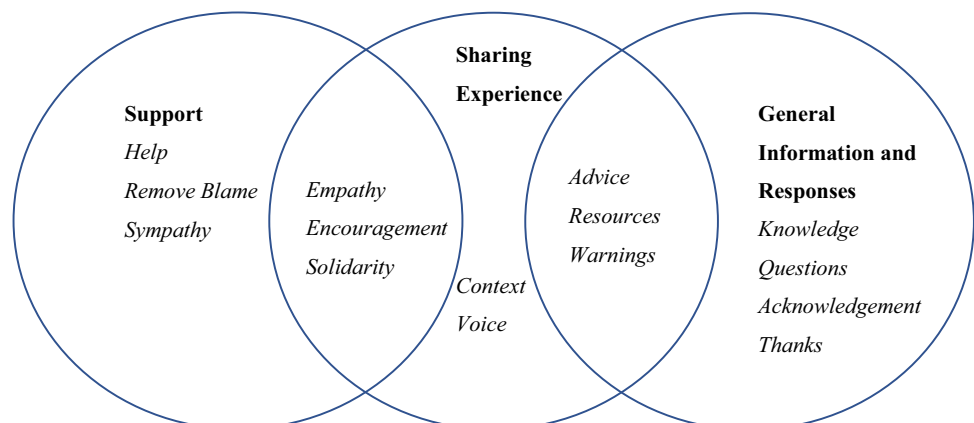 Support
Help
Remove Blame
Sympathy
Empathy
Encouragement
Solidarity
Sharing
Experience
Context
Voice
Advice
Resources
Warnings
General
Information and
Responses
Knowledge
Questions
Acknowledgement
Thanks